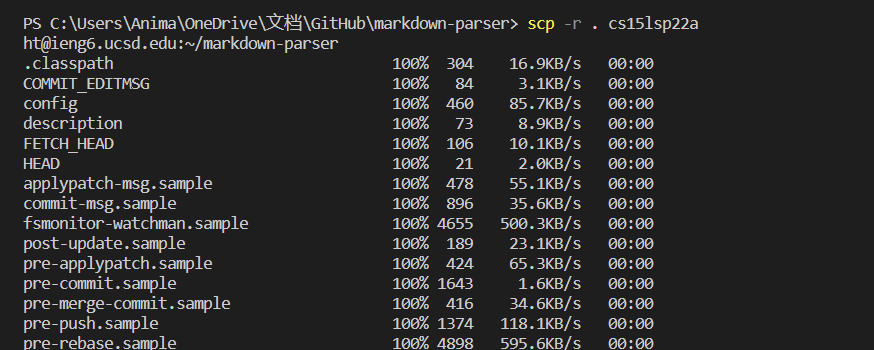 PS C:\Users\Anima\OneDrive\文档\GitHub\markdown-parser> scp -r . cs15lsp22a
ht@ieng6.ucsd.edu:~/markdown-parser
.classpath 100% 304 16.9KB/s 00:00
COMMIT_EDITMSG 100% 84 3.1KB/s 00:00
config 100% 460 85.7KB/s 00:00
description 100% 73 8.9KB/s 00:00
FETCH_HEAD 100% 106 10.1KB/s 00:00
HEAD 100% 21 2.0KB/s 00:00
applypatch-msg.sample 100% 478 55.1KB/s 00:00
commit-msg.sample 100% 896 35.6KB/s 00:00
fsmonitor-watchman.sample 100% 4655 500.3KB/s 00:00
post-update.sample 100% 189 23.1KB/s 00:00
pre-applypatch.sample 100% 424 65.3KB/s 00:00
pre-commit.sample 100% 1643 1.6KB/s 00:00
pre-merge-commit.sample 100% 416 34.6KB/s 00:00
pre-push.sample 100% 1374 118.1KB/s 00:00
pre-rebase.sample 100% 4898 595.6KB/s 00:00